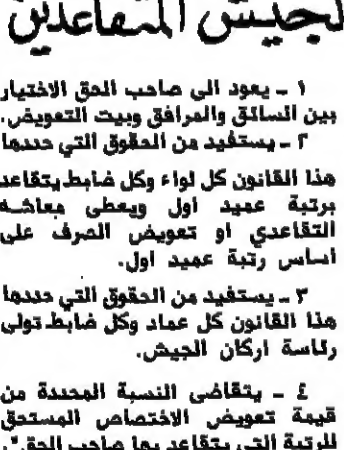 لجيش المتقاعدين
١ ـ يعود الى صاحب الحق الاختيار
بين السائق والمرافق وبيت التعويض.
٢ ـ يستفيد من الحقوق التي حددها
هذا القانون كل لواء وكل ضابط يتقاعد
برتبة عميد اول ويعطى معاشه
التقاعدي او تعويض الصرف على
اساس رتبة عميد اول.
٣ ـ يستفيد من الحقوق التي حددها
هذا القانون كل عماد وكل ضابط تولى
رئاسة اركان الجيش.
٤ ـ يتقاضى النسبة المحددة من
قيمة تعويض الاختصاص المستحق
للرتبة التي يتقاعد بها صاحب الحق".